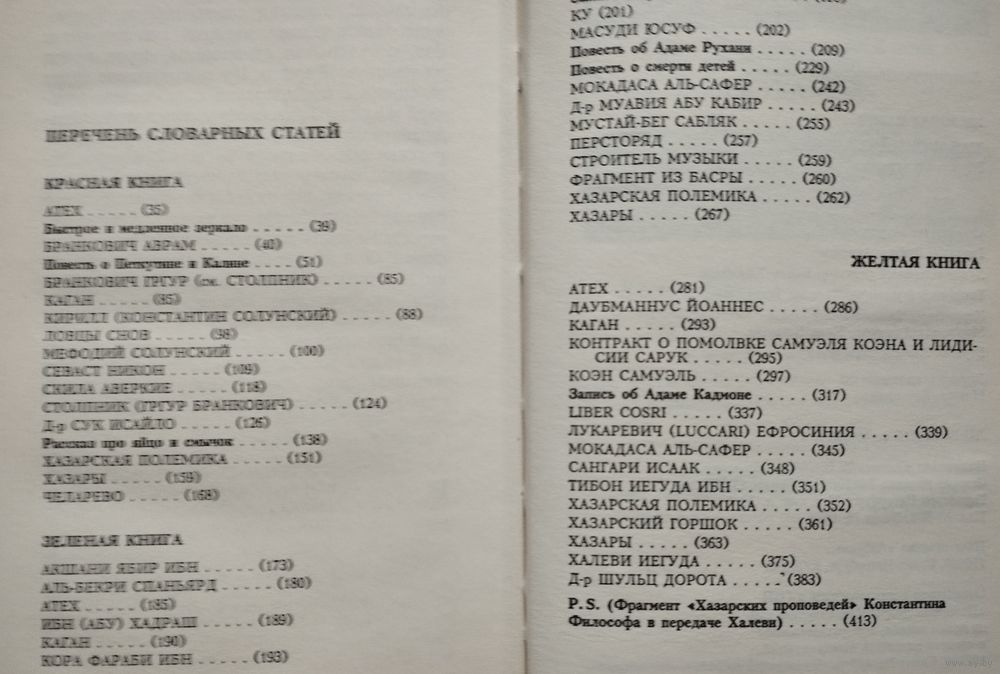 ПЕРЕЧЕНЬ СЛОВАРНЫХ СТАТЕЙ
КРАСНАЯ КНИГА
АТЕХ . . . . . (35)
Быстрое и медленное зеркало . . . . . (39)
БРАНКОВИЧ АВРАМ . . . . . (40)
Повесть о Петкутине и Калине . . . . (51)
БРАНКОВИЧ ГРГУР (см. СТОЛПНИК) . . . . . (85)
КАГАН . . . . . (85)
КИРИЛЛ (КОНСТАНТИН СОЛУНСКИЙ) . . . . . (88)
ЛОВЦЫ СНОВ . . . . . (98)
МЕФОДИЙ СОЛУНСКИЙ . . . . . (100)
СЕВАСТ НИКОН . . . . . (109)
СКИЛА АВЕРКИЕ . . . . . (118)
СТОЛПНИК (ГРГУР БРАНКОВИЧ) . . . . . (124)
Д-р СУК ИСАЙЛО . . . . . (126)
Рассказ про яйцо и смычок . . . . . (138)
ХАЗАРСКАЯ ПОЛЕМИКА . . . . . (151)
ХАЗАРЫ . . . . . (159)
ЧЕЛАРЕВО . . . . . (168)
ЗЕЛЕНАЯ КНИГА
АКШАНИ ЯБИР ИБН . . . . . (173)
АЛЬ-БЕКРИ СПАНЬЯРД . . . . . (180)
АТЕХ . . . . . (185)
ИБН (АБУ) ХАДРАШ . . . . . (189)
КАГАН . . . . . (190)
КОРА ФАРАБИ ИБН . . . . . (193)
КУ (201)
МАСУДИ ЮСУФ . . . . . (202)
Повесть об Адаме Рухани . . . . . (209)
Повесть о смерти детей . . . . . (229)
МОКАДАСА АЛЬ-САФЕР . . . . . (242)
Д-р МУАВИЯ АБУ КАБИР . . . . . (243)
МУСТАЙ-БЕГ САБЛЯК . . . . . (255)
ПЕРСТОРЯД . . . . . (257)
СТРОИТЕЛЬ МУЗЫКИ . . . . . (259)
ФРАГМЕНТ ИЗ БАСРЫ . . . . . (260)
ХАЗАРСКАЯ ПОЛЕМИКА . . . . . (262)
ХАЗАРЫ . . . . . (267)
ЖЕЛТАЯ КНИГА
АТЕХ . . . . . (281)
ДАУБМАННУС ЙОАННЕС . . . . . (286)
КАГАН . . . . . (293)
КОНТРАКТ О ПОМОЛВКЕ САМУЭЛЯ КОЭНА И ЛИДИ-
СИИ САРУК . . . . . (295)
КОЭН САМУЭЛЬ . . . . . (297)
Запись об Адаме Кадмоне . . . . . (317)
LIBER COSRI . . . . . (337)
ЛУКАРЕВИЧ (LUCCARI) ЕФРОСИНИЯ . . . . . (339)
МОКАДАСА АЛЬ-САФЕР . . . . . (345)
САНГАРИ ИСААК . . . . . (348)
ТИБОН ИЕГУДА ИБН . . . . . (351)
ХАЗАРСКАЯ ПОЛЕМИКА . . . . . (352)
ХАЗАРСКИЙ ГОРШОК . . . . . (361)
ХАЗАРЫ . . . . . (363)
ХАЛЕВИ ИЕГУДА . . . . . (375)
Д-р ШУЛЬЦ ДОРОТА . . . . . (383)
P. S. (Фрагмент «Хазарских проповедей» Константина
Философа в передаче Халеви) . . . . . (413)
www.ay.by